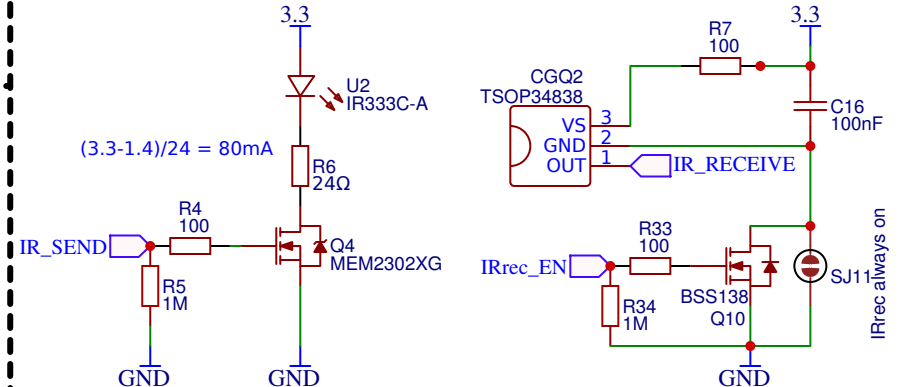 3.3
U2
IR333C-A
(3.3-1.4)/24 = 80mA
R6
24Ω
R4
100
IR_SEND
Q4
MEM2302XG
R5
1M
GND
GND
3.3
R7
100
CGQ2
TSOP34838
C16
100nF
VS
3
GND
2
OUT
1
IR_RECEIVE
R33
100
IRrec_EN
BSS138
Q10
SJ11
IRrec always on
R34
1M
GND